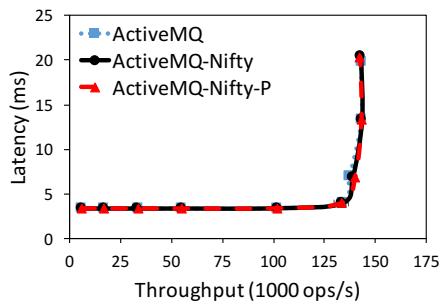 25
20
15
10
5
0
Latency (ms)
ActiveMQ
ActiveMQ-Nifty
ActiveMQ-Nifty-P
0 25 50 75 100 125 150 175
Throughput (1000 ops/s)